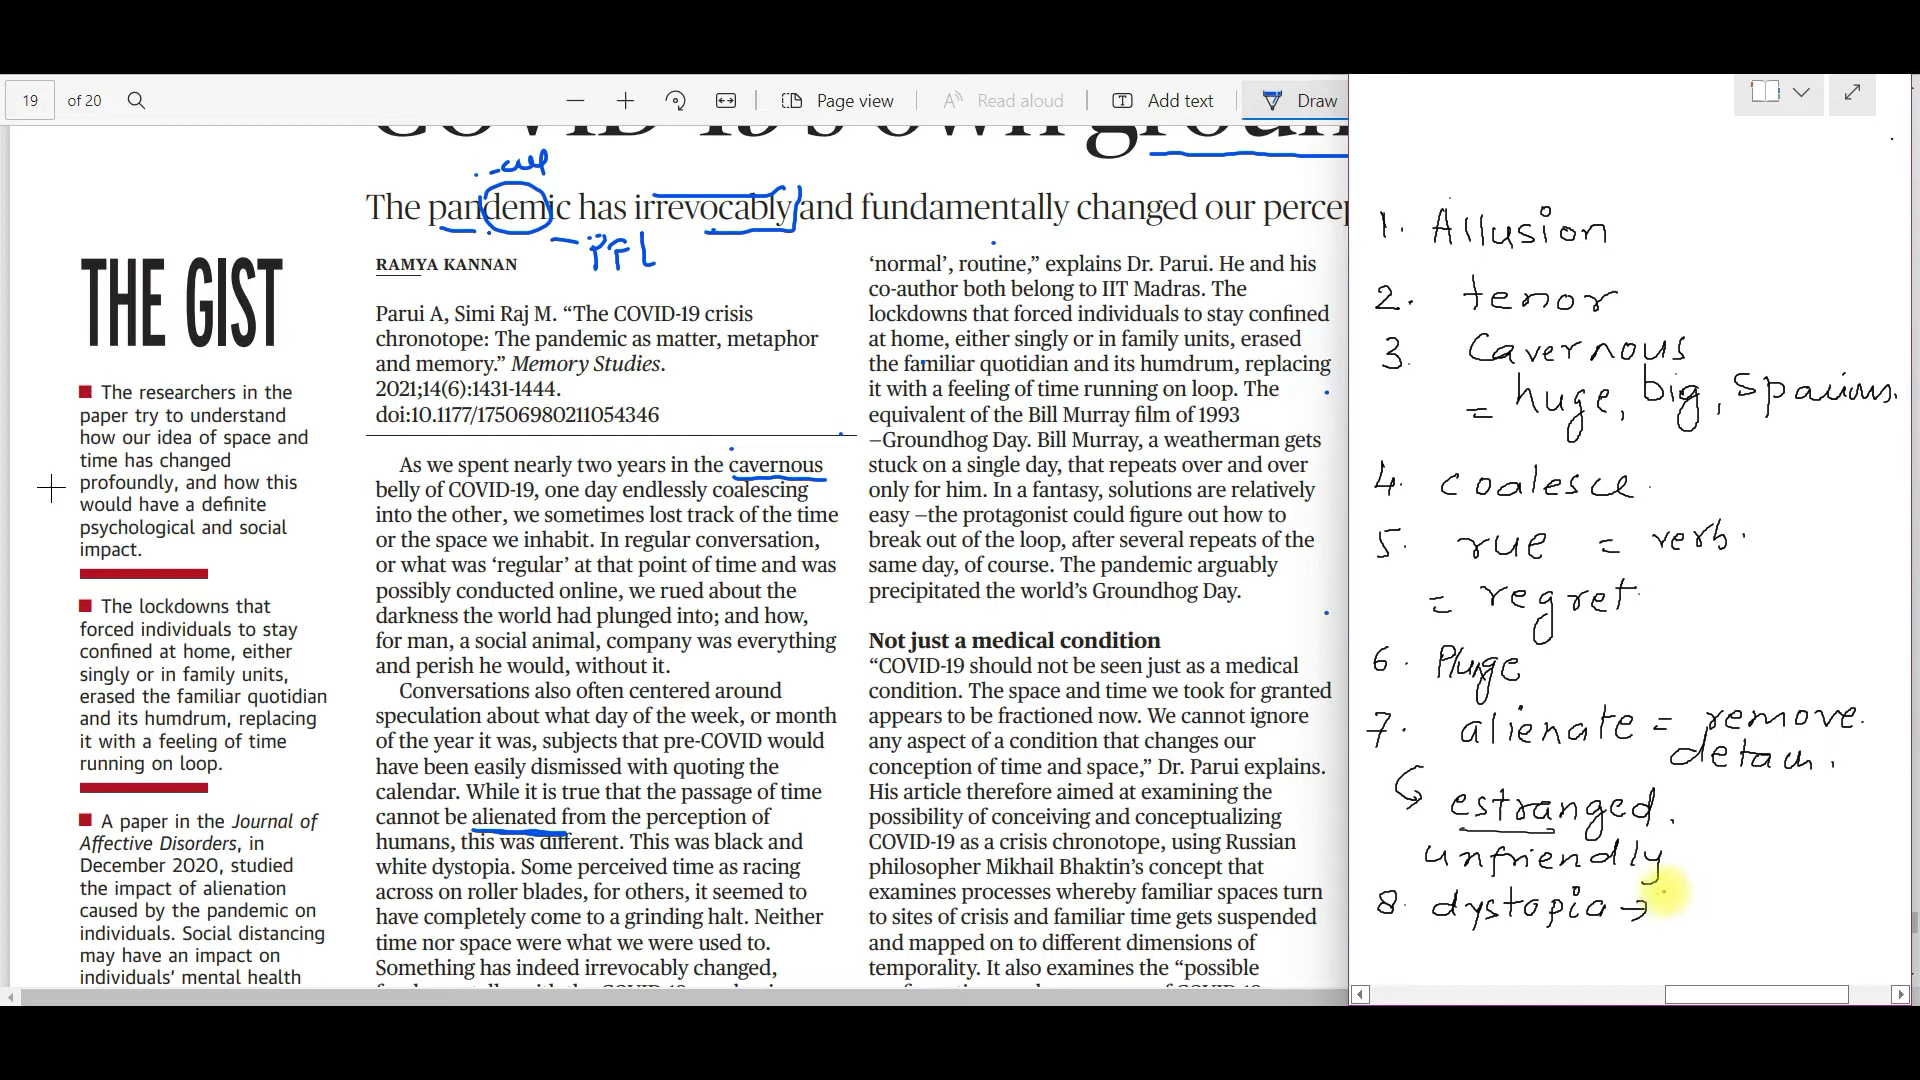 19 of 20 Page view Read aloud Add text Draw
COVID-19's own groun
cell
The pandemic has irrevocably and fundamentally changed our percep
PFL
THE GIST
The researchers in the
paper try to understand
how our idea of space and
time has changed
profoundly, and how this
would have a definite
psychological and social
impact.
The lockdowns that
forced individuals to stay
confined at home, either
singly or in family units,
erased the familiar quotidian
and its humdrum, replacing
it with a feeling of time
running on loop.
A paper in the Journal of
Affective Disorders, in
December 2020, studied
the impact of alienation
caused by the pandemic on
individuals. Social distancing
may have an impact on
individuals' mental health
RAMYA KANNAN
Parui A, Simi Raj M. “The COVID-19 crisis
chronotope: The pandemic as matter, metaphor
and memory.” Memory Studies.
2021;14(6):1431-1444.
doi:10.1177/17506980211054346
As we spent nearly two years in the cavernous
belly of COVID-19, one day endlessly coalescing
into the other, we sometimes lost track of the time
or the space we inhabit. In regular conversation,
or what was ‘regular’ at that point of time and was
possibly conducted online, we rued about the
darkness the world had plunged into; and how,
for man, a social animal, company was everything
and perish he would, without it.
Conversations also often centered around
speculation about what day of the week, or month
of the year it was, subjects that pre-COVID would
have been easily dismissed with quoting the
calendar. While it is true that the passage of time
cannot be alienated from the perception of
humans, this was different. This was black and
white dystopia. Some perceived time as racing
across on roller blades, for others, it seemed to
have completely come to a grinding halt. Neither
time nor space were what we were used to.
Something has indeed irrevocably changed,
‘normal’, routine,” explains Dr. Parui. He and his
co-author both belong to IIT Madras. The
lockdowns that forced individuals to stay confined
at home, either singly or in family units, erased
the familiar quotidian and its humdrum, replacing
it with a feeling of time running on loop. The
equivalent of the Bill Murray film of 1993
–Groundhog Day. Bill Murray, a weatherman gets
stuck on a single day, that repeats over and over
only for him. In a fantasy, solutions are relatively
easy –the protagonist could figure out how to
break out of the loop, after several repeats of the
same day, of course. The pandemic arguably
precipitated the world’s Groundhog Day.
Not just a medical condition
“COVID-19 should not be seen just as a medical
condition. The space and time we took for granted
appears to be fractioned now. We cannot ignore
any aspect of a condition that changes our
conception of time and space,” Dr. Parui explains.
His article therefore aimed at examining the
possibility of conceiving and conceptualizing
COVID-19 as a crisis chronotope, using Russian
philosopher Mikhail Bhaktin’s concept that
examines processes whereby familiar spaces turn
to sites of crisis and familiar time gets suspended
and mapped on to different dimensions of
temporality. It also examines the “possible
1. Allusion
2. tenor
3 Cavernous
= huge, big, spacious.
4. coalesce
5. rue = verb.
= regret
6. Plunge
7. alienate = remove.
detach.
estranged.
unfriendly
8. dystopia →